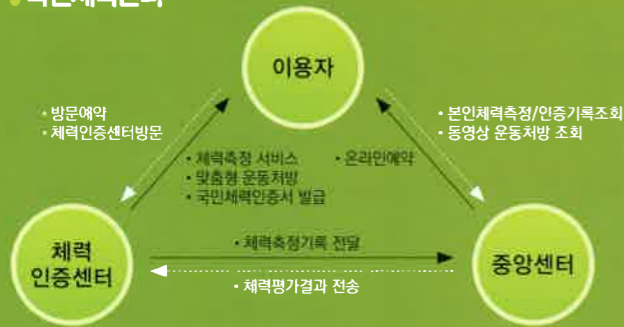 이용자
• 방문예약
• 체력인증센터방문
• 본인체력측정/인증기록조회
• 동영상 운동처방 조회
• 체력측정 서비스
• 맞춤형 운동처방
• 국민체력인증서 발급
• 온라인예약
체력
인증센터
• 체력측정기록 전달
• 체력평가결과 전송
중앙센터